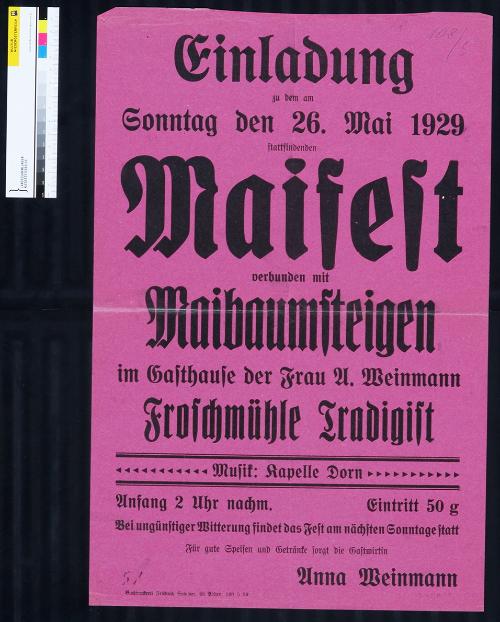 Einladung
zu dem am
Sonntag den 26. Mai 1929
stattfindenden
Maifest
verbunden mit
Maibaumsteigen
im Gasthause der Frau A. Weinmann
Froschmühle Tradigist
Musik: Kapelle Dorn
Anfang 2 Uhr nachm. Eintritt 50 g
Bei ungünstiger Witterung findet das Fest am nächsten Sonntage statt
Für gute Speisen und Getränke sorgt die Gastwirtin
Anna Weinmann